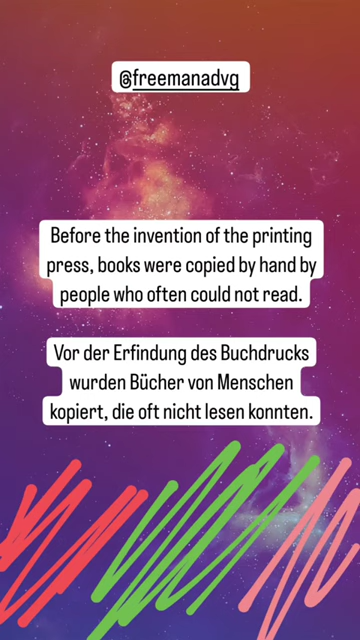 @freemanadvg
Before the invention of the printing
press, books were copied by hand by
people who often could not read.
Vor der Erfindung des Buchdrucks
wurden Bücher von Menschen
kopiert, die oft nicht lesen konnten.